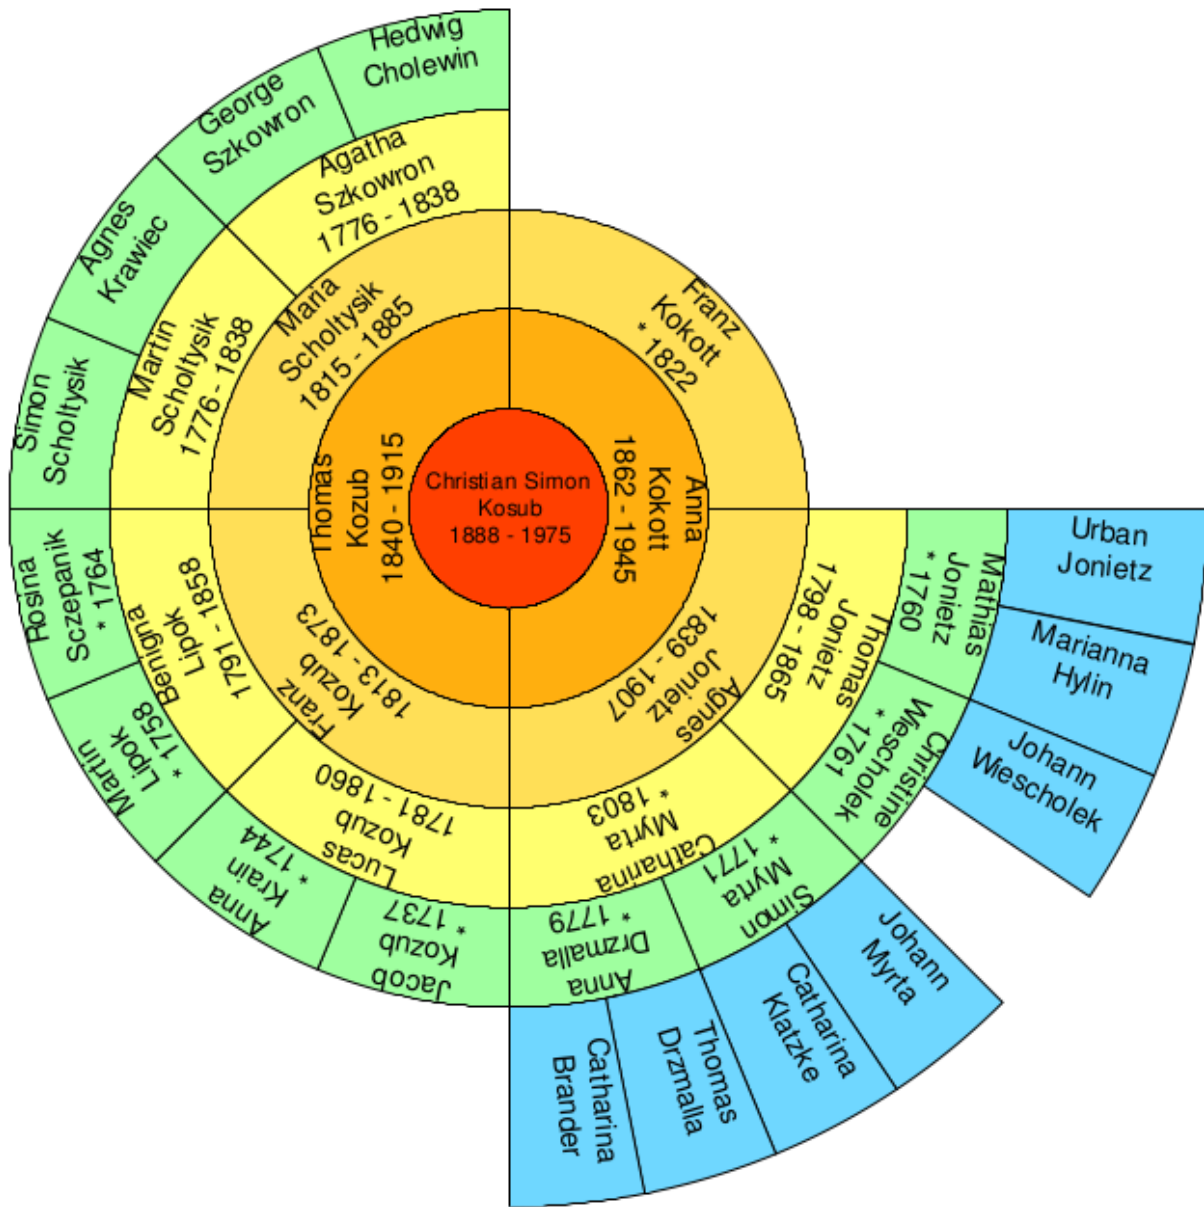 Christian Simon
Kosub
1888 - 1975
Thomas
Kozub
1840 - 1915
Anna
Kokott
1862 - 1945
Franz
Kozub
1813 - 1873
Maria
Scholtysik
1815 - 1885
Franz
Kokott
* 1822
Agnes
Jonietz
1839 - 1907
Lucas
Kozub
1781 - 1860
Benigna
Lipok
1791 - 1858
Martin
Scholtysik
1776 - 1838
Agatha
Szkowron
1776 - 1838
Thomas
Jonietz
1798 - 1865
Catharina
Myrta
* 1803
Jacob
Kozub
* 1737
Anna
Krain
* 1744
Martin
Lipok
* 1758
Rosina
Sczepanik
* 1764
Simon
Scholtysik
Agnes
Krawiec
George
Szkowron
Hedwig
Cholewin
Mathias
Jonietz
* 1760
Christine
Wiescholek
* 1761
Simon
Myrta
* 1771
Anna
Drzmalla
* 1779
Urban
Jonietz
Marianna
Hylin
Johann
Wiescholek
Johann
Myrta
Catharina
Klatzke
Thomas
Drzmalla
Catharina
Brander